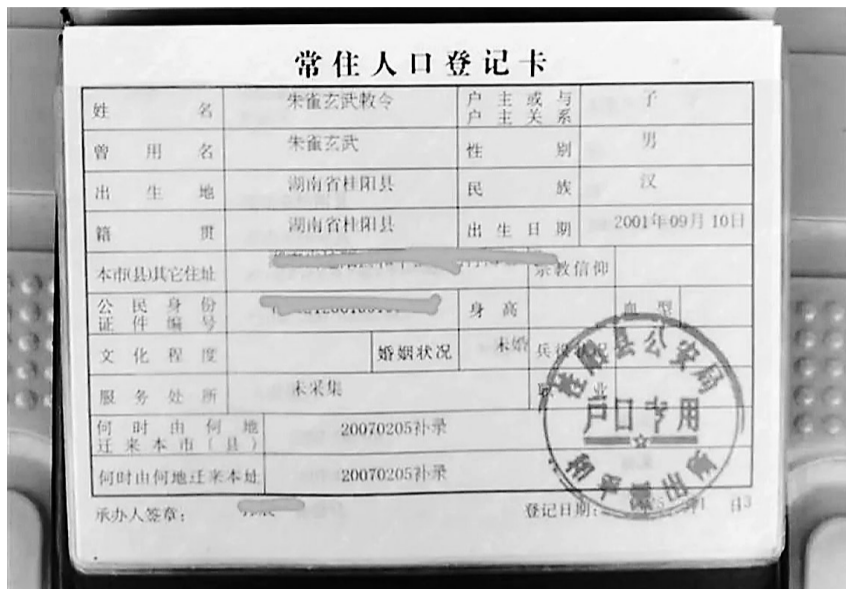 常住人口登记卡
姓名 朱雀玄武敕令 户主或与户主关系 子
曾用名 朱雀玄武 性别 男
出生地 湖南省桂阳县 民族 汉
籍贯 湖南省桂阳县 出生日期 2001年09月10日
本市(县)其它住址 宗教信仰
公民身份证件编号 身高 血型
文化程度 婚姻状况 未婚 兵役状况
服务处所 未采集 职业
何时由何地迁来本市(县) 20070205补录
何时由何地迁来本址 20070205补录
承办人签章: 登记日期:
桂阳县公安局
户口专用